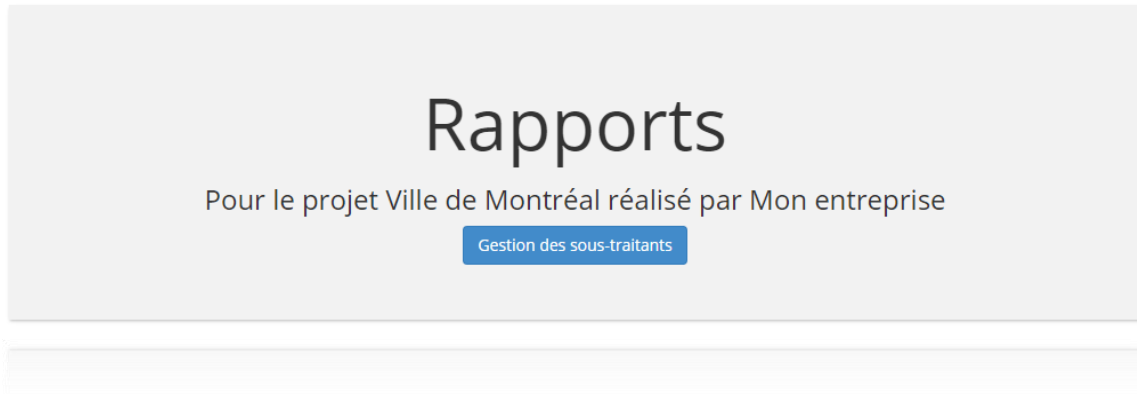 Rapports
Pour le projet Ville de Montréal réalisé par Mon entreprise
Gestion des sous-traitants